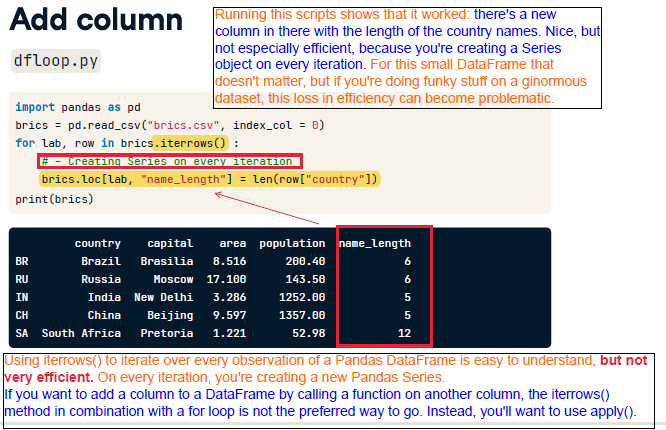 Add column
Running this scripts shows that it worked: there's a new
column in there with the length of the country names. Nice, but
not especially efficient, because you're creating a Series
object on every iteration. For this small DataFrame that
doesn't matter, but if you're doing funky stuff on a ginormous
dataset, this loss in efficiency can become problematic.
dfloop.py
import pandas as pd
brics = pd.read_csv("brics.csv", index_col = 0)
for lab, row in brics.iterrows() :
# - Creating Series on every iteration
brics.loc[lab, "name_length"] = len(row["country"])
print(brics)
country capital area population name_length
BR Brazil Brasilia 8.516 200.40 6
RU Russia Moscow 17.100 143.50 6
IN India New Delhi 3.286 1252.00 5
CH China Beijing 9.597 1357.00 5
SA South Africa Pretoria 1.221 52.98 12
Using iterrows() to iterate over every observation of a Pandas DataFrame is easy to understand, but not
very efficient. On every iteration, you're creating a new Pandas Series.
If you want to add a column to a DataFrame by calling a function on another column, the iterrows()
method in combination with a for loop is not the preferred way to go. Instead, you'll want to use apply().